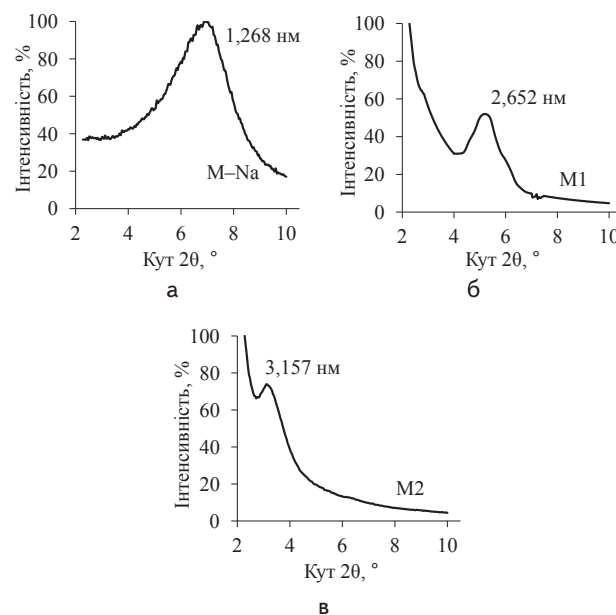 Інтенсивність, %
100
80
60
40
20
0
1,268 нм
М–Na
2 4 6 8 10
Кут 2θ, °
а
Інтенсивність, %
100
80
60
40
20
0
2,652 нм
М1
2 4 6 8 10
Кут 2θ, °
б
Інтенсивність, %
100
80
60
40
20
0
3,157 нм
М2
2 4 6 8 10
Кут 2θ, °
в